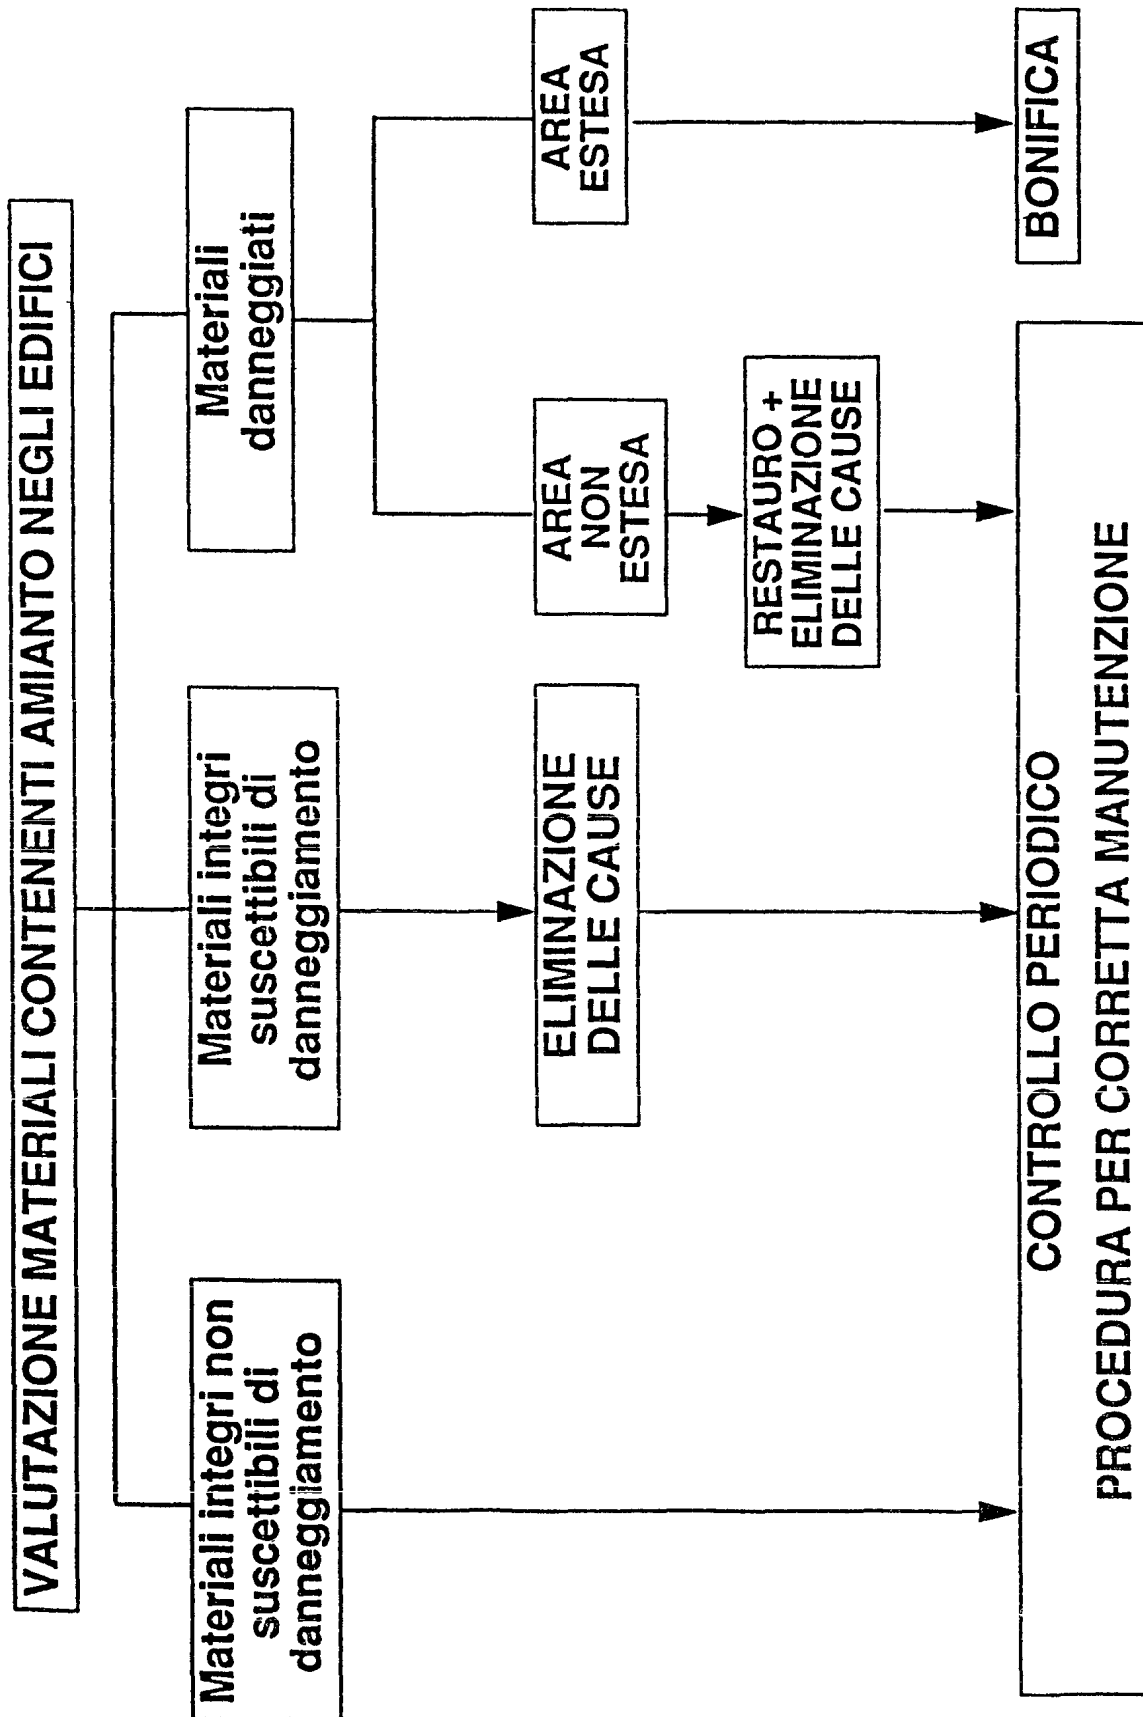 VALUTAZIONE MATERIALI CONTENENTI AMIANTO NEGLI EDIFICI
Materiali integri non
suscettibili di
danneggiamento
Materiali integri
suscettibili di
danneggiamento
Materiali
danneggiati
ELIMINAZIONE
DELLE CAUSE
AREA
NON
ESTESA
AREA
ESTESA
RESTAURO +
ELIMINAZIONE
DELLE CAUSE
CONTROLLO PERIODICO
PROCEDURA PER CORRETTA MANUTENZIONE
BONIFICA